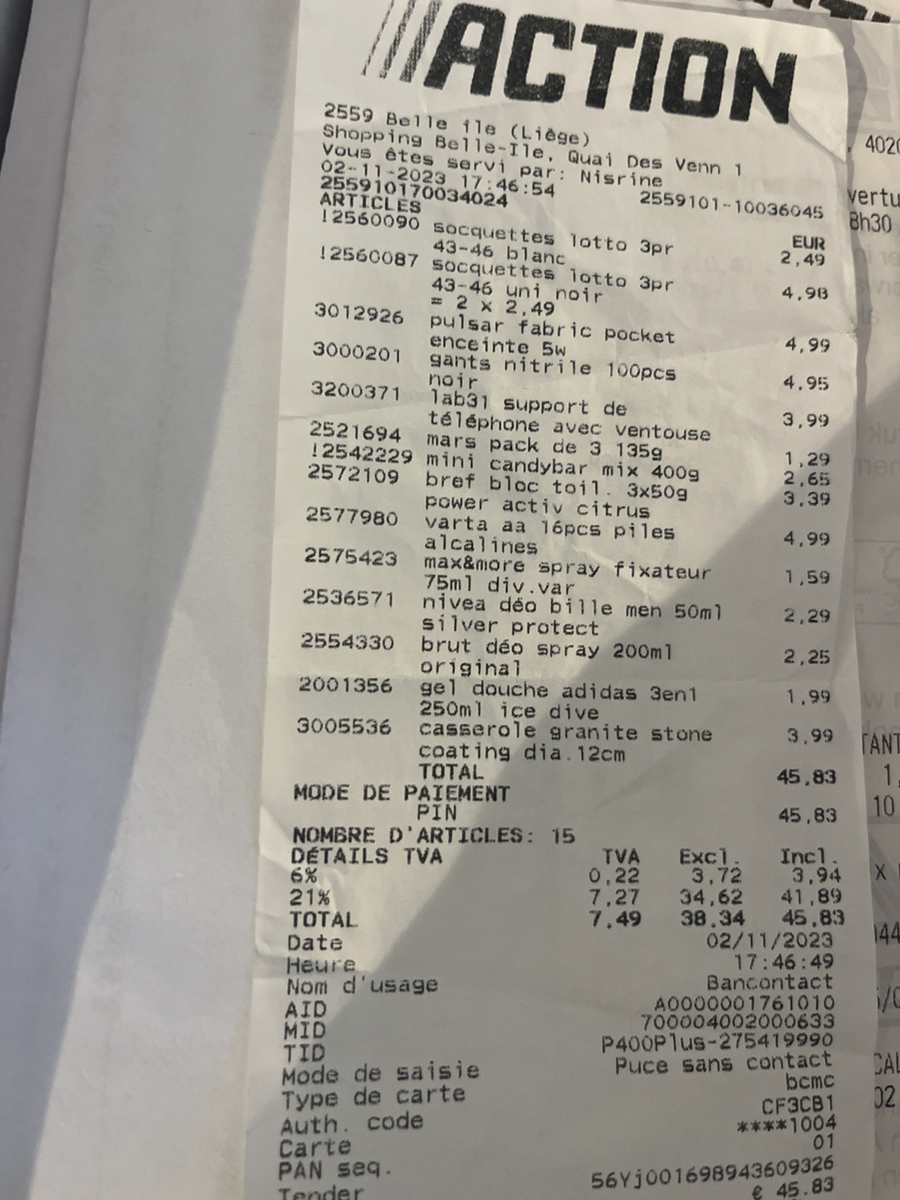 ACTION
2559 Belle île (Liège)
Shopping Belle-Ile, Quai Des Venn 1
Vous êtes servi par: Nisrine
02-11-2023 17:46:54 2559101-10036045
255910170034024
ARTICLES EUR
!2560090 socquettes lotto 3pr 2,49
43-46 blanc
!2560087 socquettes lotto 3pr 4,98
43-46 uni noir
= 2 x 2,49
3012926 pulsar fabric pocket 4,99
enceinte 5w
3000201 gants nitrile 100pcs 4,95
noir
3200371 lab31 support de 3,99
téléphone avec ventouse
2521694 mars pack de 3 135g 1,29
!2542229 mini candybar mix 400g 2,65
2572109 bref bloc toil. 3x50g 3,39
power activ citrus
2577980 varta aa 16pcs piles 4,99
alcalines
2575423 max&more spray fixateur 1,59
75ml div.var
2536571 nivea déo bille men 50ml 2,29
silver protect
2554330 brut déo spray 200ml 2,25
original
2001356 gel douche adidas 3en1 1,99
250ml ice dive
3005536 casserole granite stone 3,99
coating dia.12cm
TOTAL 45,83
MODE DE PAIEMENT
PIN 45,83
NOMBRE D'ARTICLES: 15
DÉTAILS TVA TVA Excl. Incl.
6% 0,22 3,72 3,94
21% 7,27 34,62 41,89
TOTAL 7,49 38,34 45,83
Date 02/11/2023
Heure 17:46:49
Nom d'usage Bancontact
AID A0000001761010
MID 700004002000633
TID P400Plus-275419990
Mode de saisie Puce sans contact
Type de carte bcmc
Auth. code CF3CB1
Carte ****1004
PAN seq. 01
56Yj001698943609326
Tender € 45.83
8h30
10